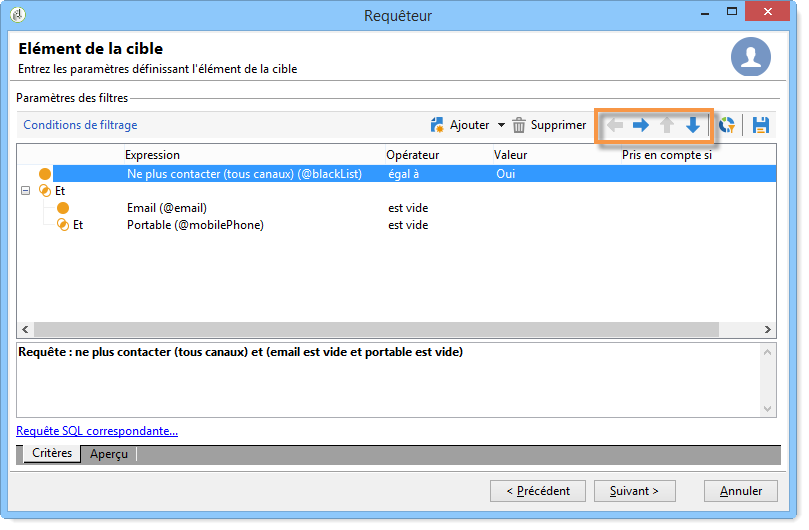 Requêteur
Elément de la cible
Entrez les paramètres définissant l'élément de la cible
Paramètres des filtres
Conditions de filtrage Ajouter Supprimer
Expression Opérateur Valeur Pris en compte si
Ne plus contacter (tous canaux) (@blackList) égal à Oui
Et
Email (@email) est vide
Et Portable (@mobilePhone) est vide
Requête : ne plus contacter (tous canaux) et (email est vide et portable est vide)
Requête SQL correspondante...
Critères Aperçu
< Précédent Suivant > Annuler